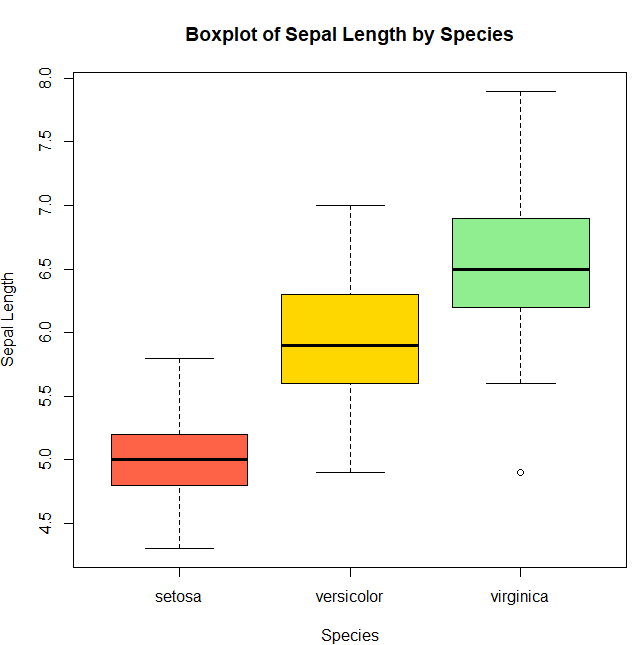 Boxplot of Sepal Length by Species
Sepal Length
8.0
7.5
7.0
6.5
6.0
5.5
5.0
4.5
setosa versicolor virginica
Species